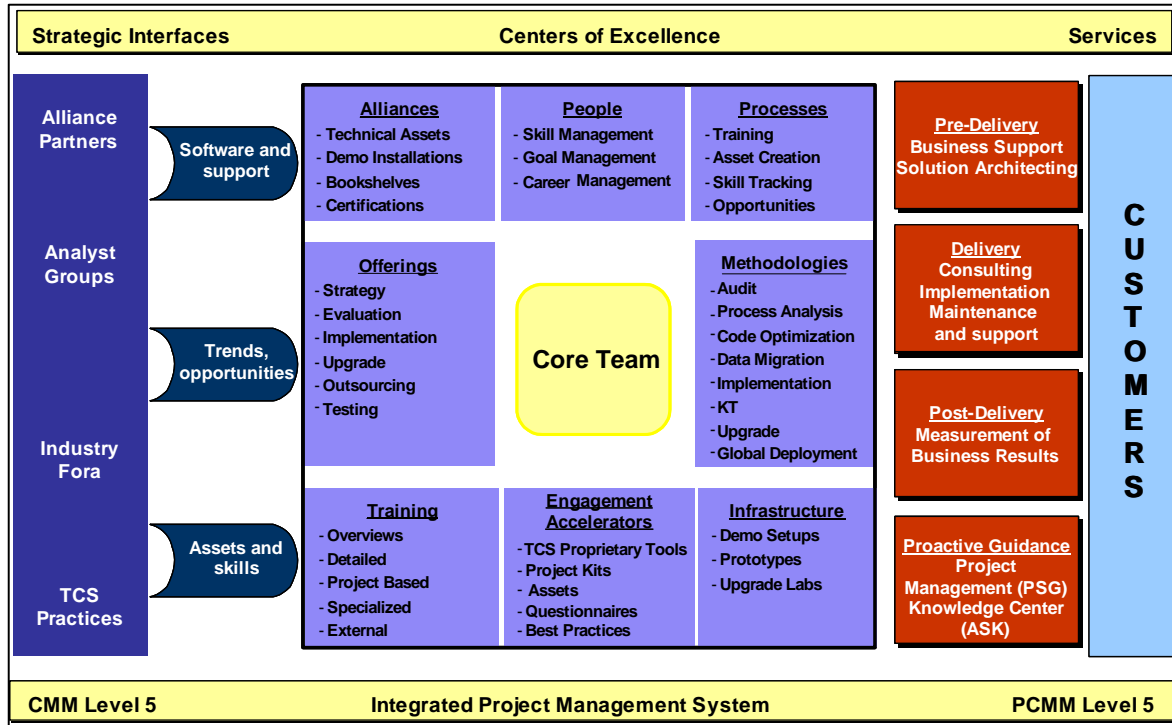 Strategic Interfaces
Centers of Excellence
Services
Alliance
Partners
Analyst
Groups
Industry
Fora
TCS
Practices
Software and
support
Trends,
opportunities
Assets and
skills
Alliances
- Technical Assets
- Demo Installations
- Bookshelves
- Certifications
People
- Skill Management
- Goal Management
- Career Management
Processes
- Training
- Asset Creation
- Skill Tracking
- Opportunities
Offerings
- Strategy
- Evaluation
- Implementation
- Upgrade
- Outsourcing
- Testing
Core Team
Methodologies
- Audit
- Process Analysis
- Code Optimization
- Data Migration
- Implementation
- KT
- Upgrade
- Global Deployment
Training
- Overviews
- Detailed
- Project Based
- Specialized
- External
Engagement
Accelerators
- TCS Proprietary Tools
- Project Kits
- Assets
- Questionnaires
- Best Practices
Infrastructure
- Demo Setups
- Prototypes
- Upgrade Labs
Pre-Delivery
Business Support
Solution Architecting
Delivery
Consulting
Implementation
Maintenance
and support
Post-Delivery
Measurement of
Business Results
Proactive Guidance
Project
Management (PSG)
Knowledge Center
(ASK)
CUSTOMERS
CMM Level 5
Integrated Project Management System
PCMM Level 5